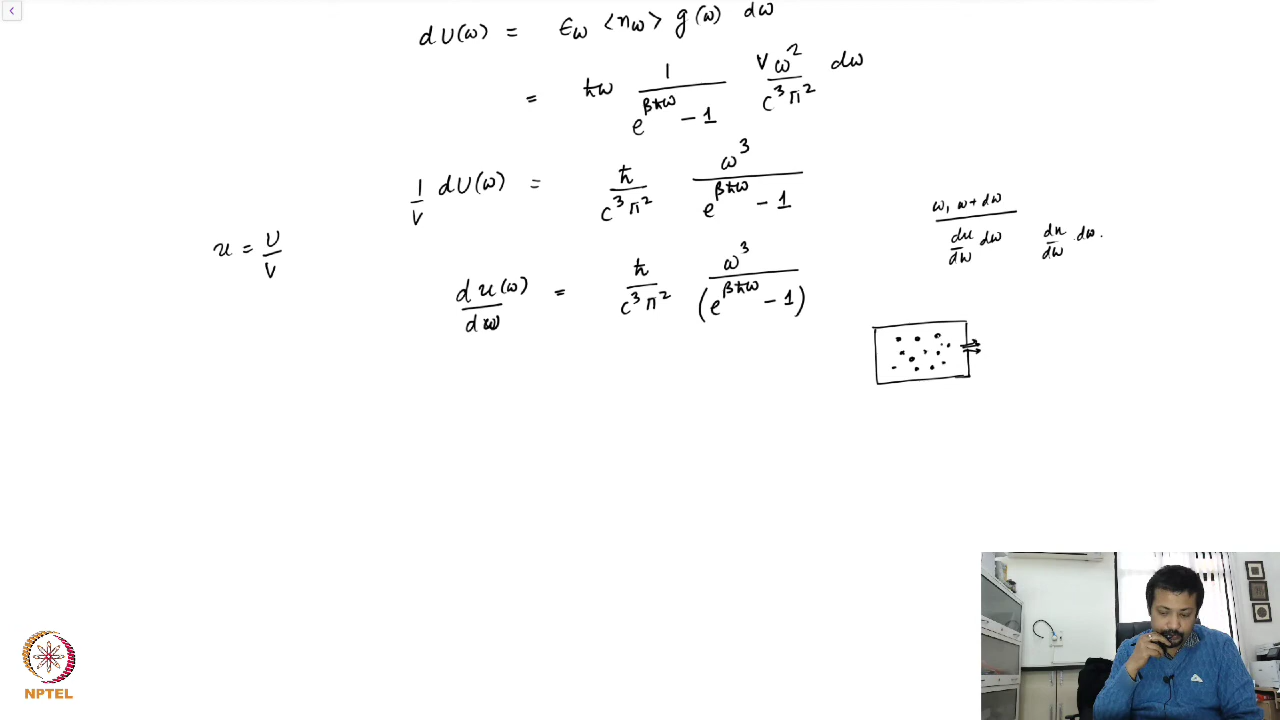 dU(ω) = ϵ_ω <n_ω> g(ω) dω
= ħω 1/(e^{βħω} - 1) Vω²/(c³π²) dω
1/V dU(ω) = ħ/(c³π²) ω³/(e^{βħω} - 1)
ω, ω + dω
du/dω dω du/dω . dω.
u = U/V
du(ω)/dω = ħ/(c³π²) ω³/(e^{βħω} - 1)
NPTEL